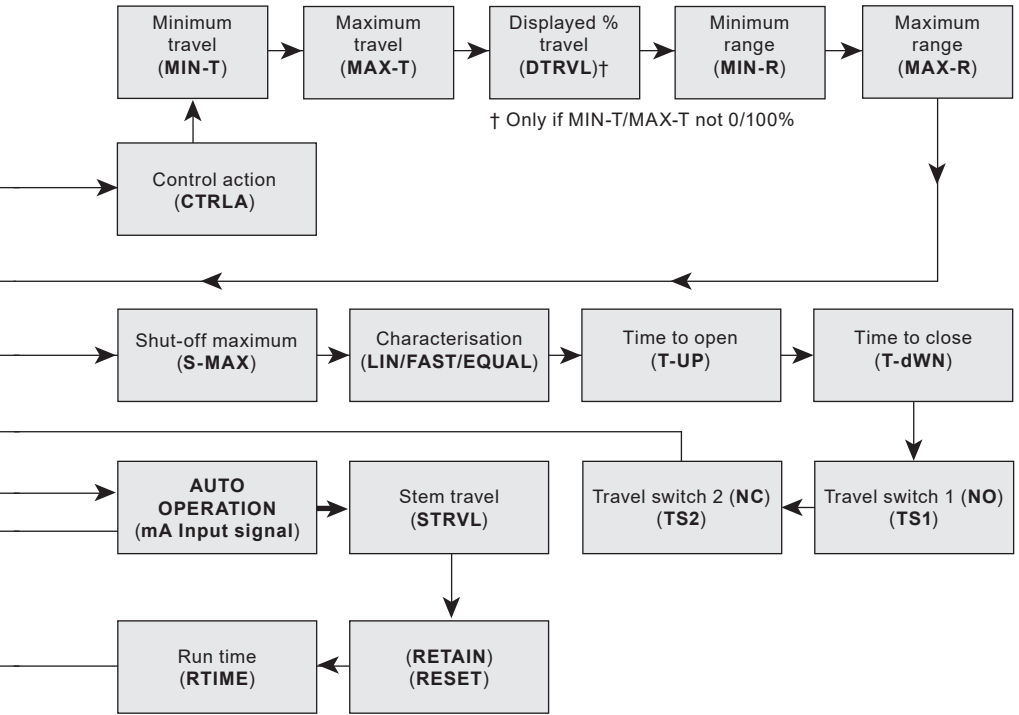 Minimum
travel
(MIN-T)
Maximum
travel
(MAX-T)
Displayed %
travel
(DTRVL)†
Minimum
range
(MIN-R)
Maximum
range
(MAX-R)
† Only if MIN-T/MAX-T not 0/100%
Control action
(CTRLA)
Shut-off maximum
(S-MAX)
Characterisation
(LIN/FAST/EQUAL)
Time to open
(T-UP)
Time to close
(T-dWN)
AUTO
OPERATION
(mA Input signal)
Stem travel
(STRVL)
Travel switch 2 (NC)
(TS2)
Travel switch 1 (NO)
(TS1)
Run time
(RTIME)
(RETAIN)
(RESET)